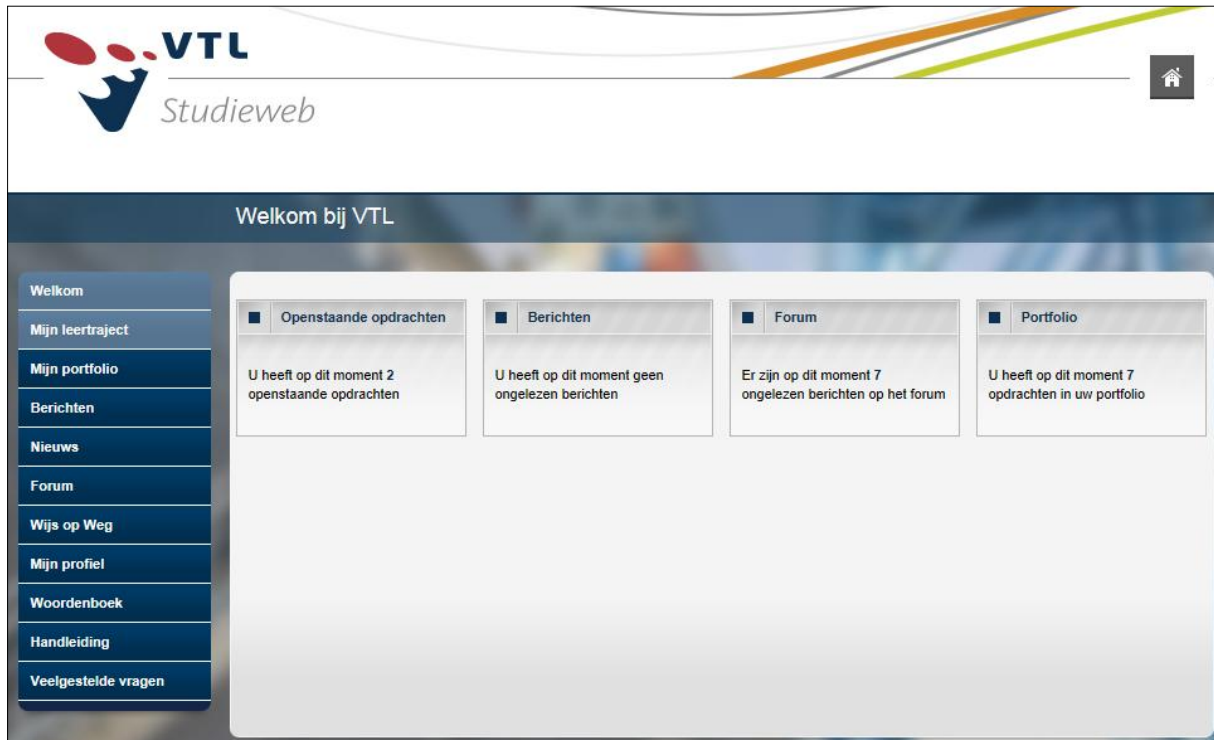 VTL
Studieweb
Welkom bij VTL
Welkom
Mijn leertraject
Mijn portfolio
Berichten
Nieuws
Forum
Wijs op Weg
Mijn profiel
Woordenboek
Handleiding
Veelgestelde vragen
Openstaande opdrachten
U heeft op dit moment 2
openstaande opdrachten
Berichten
U heeft op dit moment geen
ongelezen berichten
Forum
Er zijn op dit moment 7
ongelezen berichten op het forum
Portfolio
U heeft op dit moment 7
opdrachten in uw portfolio